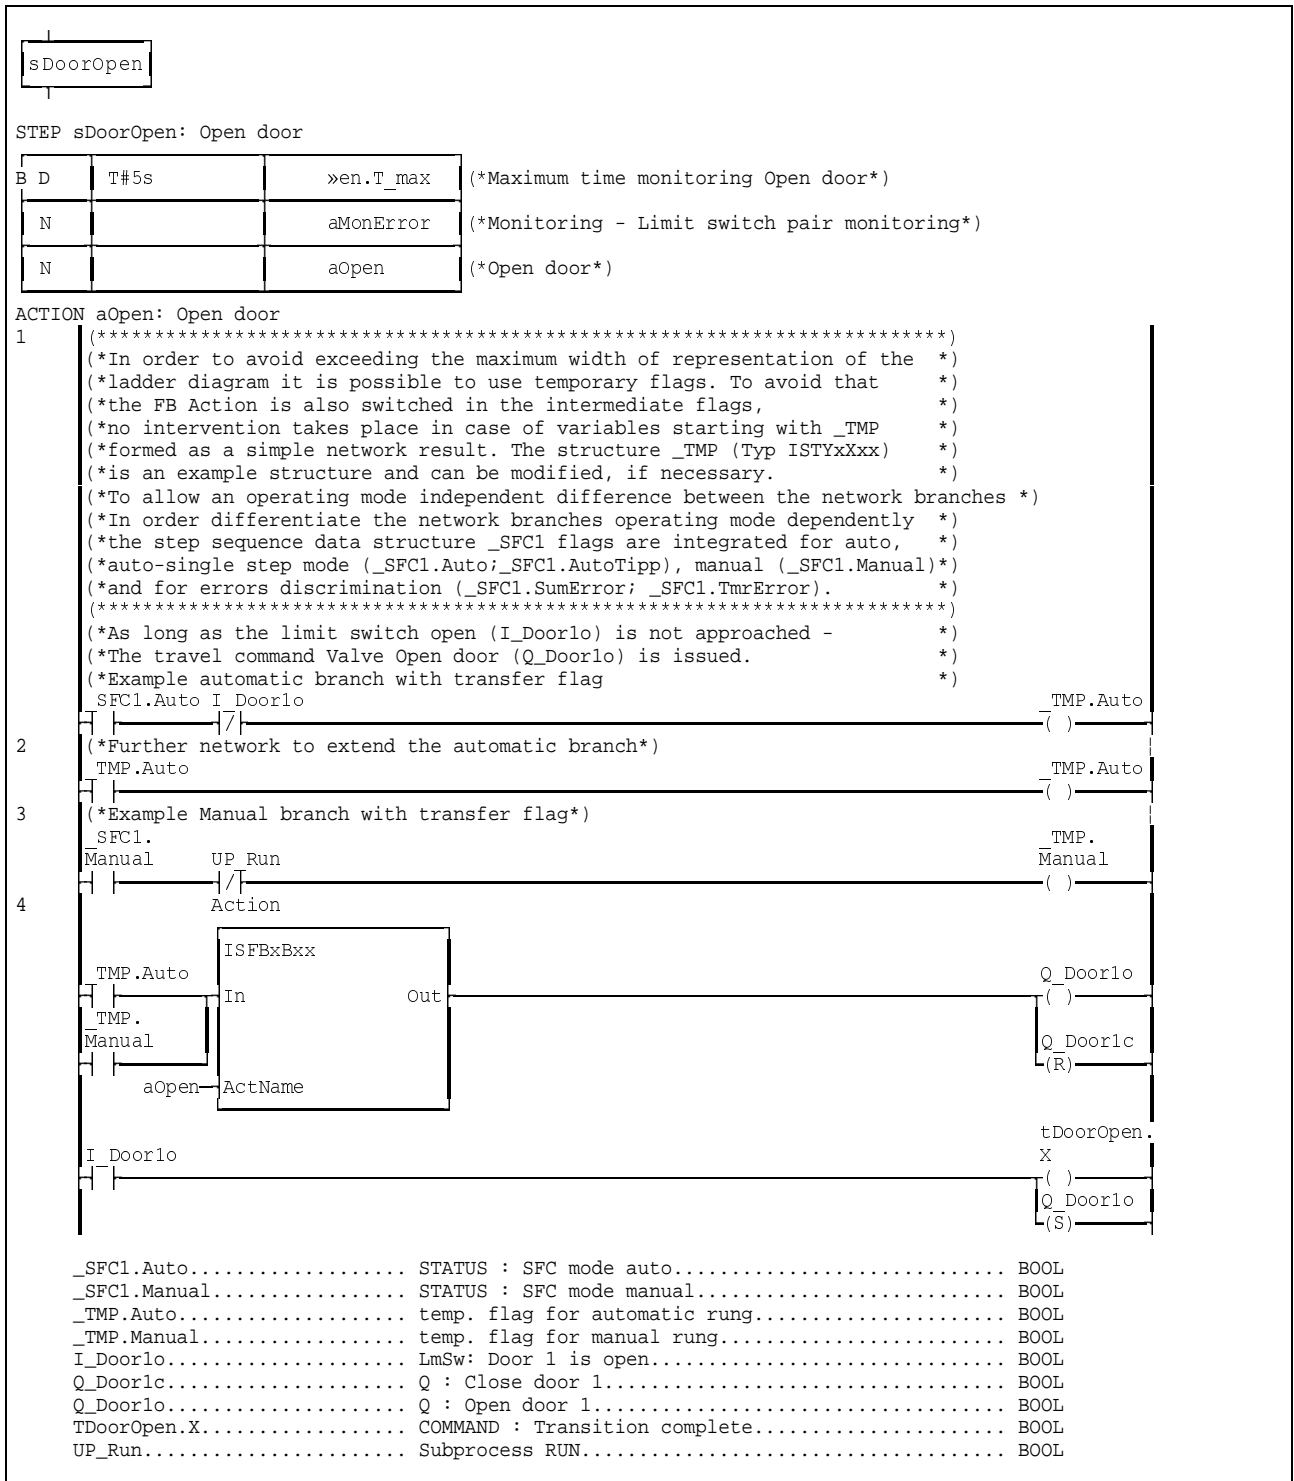 sDoorOpen
STEP sDoorOpen: Open door
B D T#5s »en.T_max (*Maximum time monitoring Open door*)
N aMonError (*Monitoring - Limit switch pair monitoring*)
N aOpen (*Open door*)
ACTION aOpen: Open door
1 (*************************************************************************)
(*In order to avoid exceeding the maximum width of representation of the *)
(*ladder diagram it is possible to use temporary flags. To avoid that *)
(*the FB Action is also switched in the intermediate flags, *)
(*no intervention takes place in case of variables starting with _TMP *)
(*formed as a simple network result. The structure _TMP (Typ ISTYxXxx) *)
(*is an example structure and can be modified, if necessary. *)
(*To allow an operating mode independent difference between the network branches *)
(*In order differentiate the network branches operating mode dependently *)
(*the step sequence data structure _SFC1 flags are integrated for auto, *)
(*auto-single step mode (_SFC1.Auto;_SFC1.AutoTipp), manual (_SFC1.Manual)*)
(*and for errors discrimination (_SFC1.SumError; _SFC1.TmrError). *)
(*************************************************************************)
(*As long as the limit switch open (I_Door1o) is not approached - *)
(*The travel command Valve Open door (Q_Door1o) is issued. *)
(*Example automatic branch with transfer flag *)
_SFC1.Auto I_Door1o _TMP.Auto
/ ( )
2 (*Further network to extend the automatic branch*)
_TMP.Auto _TMP.Auto
( )
3 (*Example Manual branch with transfer flag*)
_SFC1. _TMP.
Manual UP_Run Manual
/ ( )
4 Action
ISFBxBxx
_TMP.Auto Q_Door1o
In Out ( )
_TMP.
Manual Q_Door1c
(R)
aOpen ActName
tDoorOpen.
I_Door1o X
( )
Q_Door1o
(S)
_SFC1.Auto................... STATUS : SFC mode auto............................. BOOL
_SFC1.Manual................. STATUS : SFC mode manual........................... BOOL
_TMP.Auto.................... temp. flag for automatic rung...................... BOOL
_TMP.Manual.................. temp. flag for manual rung......................... BOOL
I_Door1o..................... LmSw: Door 1 is open............................... BOOL
Q_Door1c..................... Q : Close door 1................................... BOOL
Q_Door1o..................... Q : Open door 1.................................... BOOL
TDoorOpen.X.................. COMMAND : Transition complete...................... BOOL
UP_Run....................... Subprocess RUN..................................... BOOL